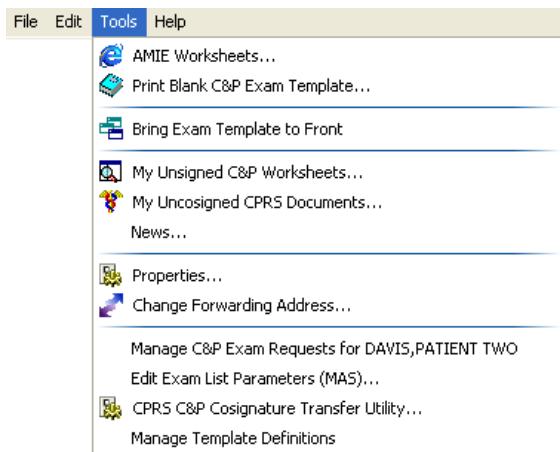 File Edit Tools Help
AMIE Worksheets...
Print Blank C&P Exam Template...
Bring Exam Template to Front
My Unsigned C&P Worksheets...
My Uncosigned CPRS Documents...
News...
Properties...
Change Forwarding Address...
Manage C&P Exam Requests for DAVIS,PATIENT TWO
Edit Exam List Parameters (MAS)...
CPRS C&P Cosignature Transfer Utility...
Manage Template Definitions